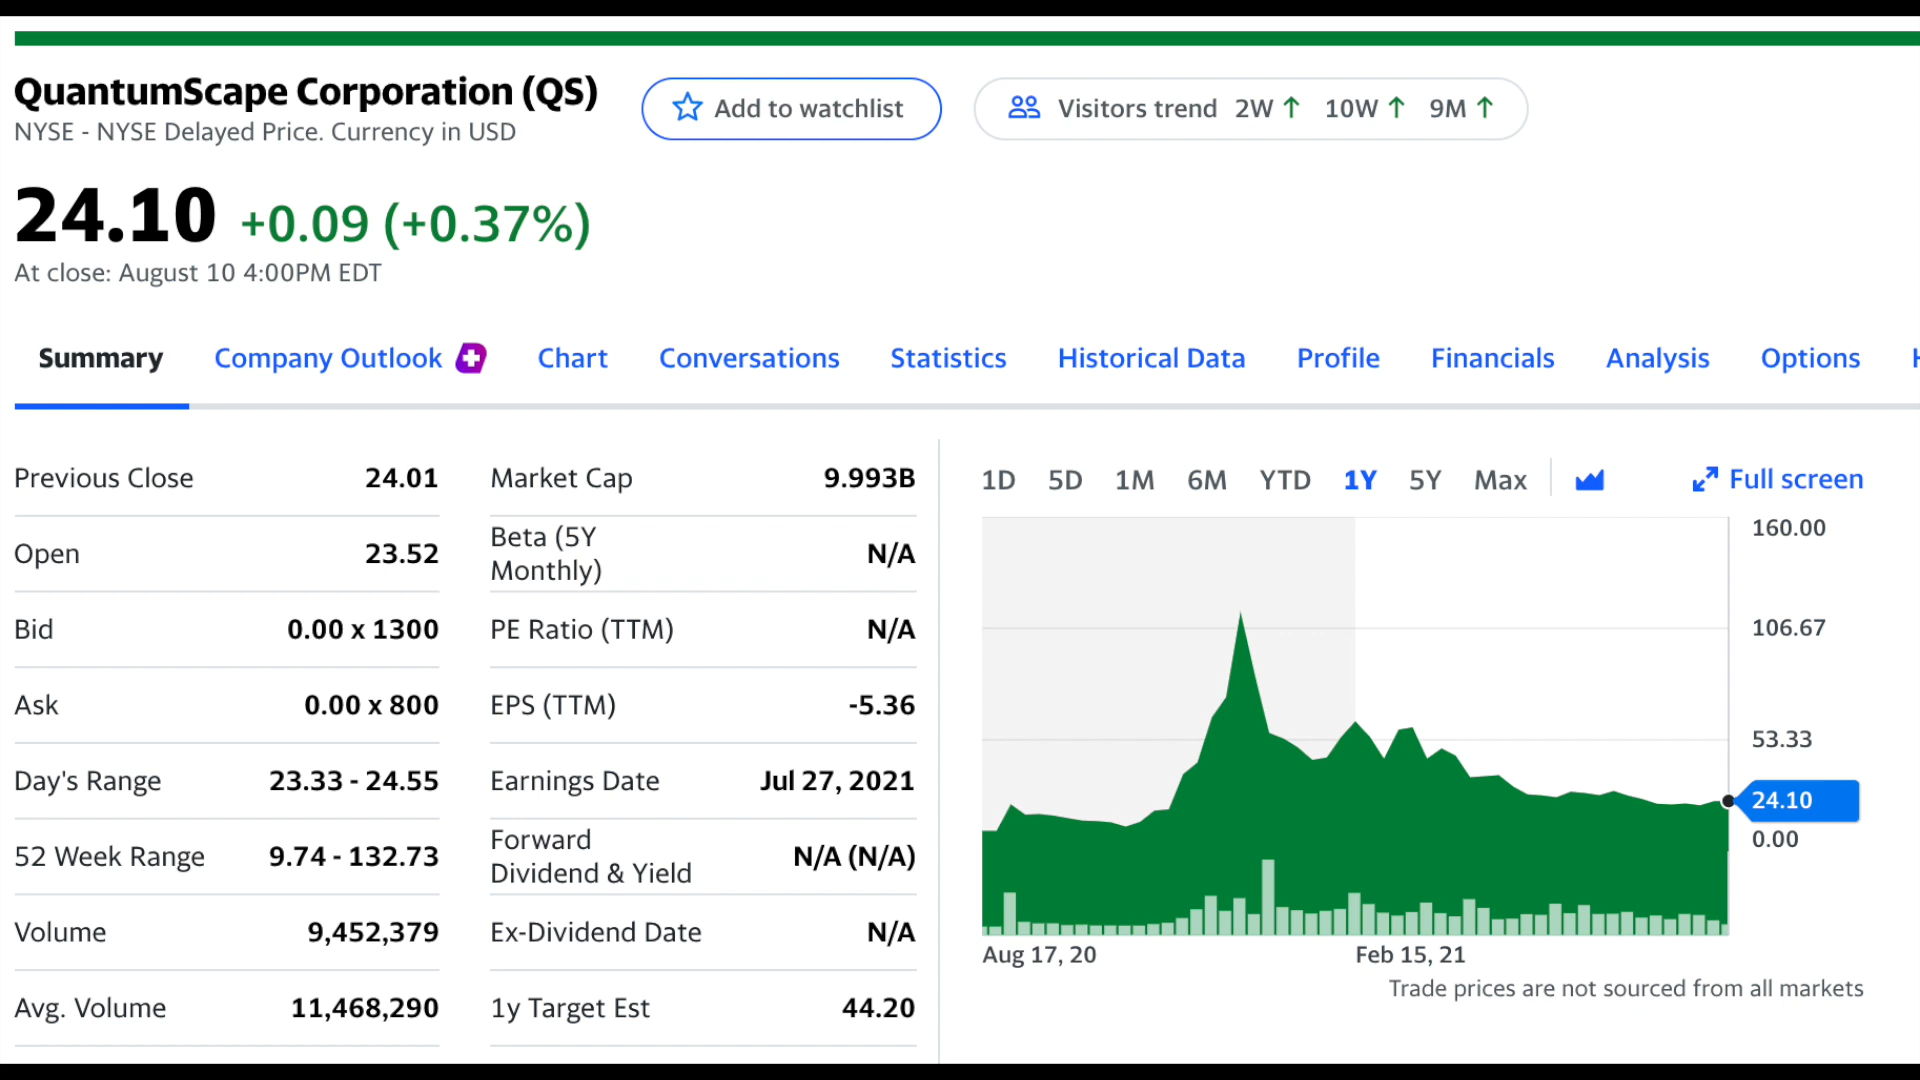 QuantumScape Corporation (QS)
NYSE - NYSE Delayed Price. Currency in USD
Add to watchlist
Visitors trend 2W ↑ 10W ↑ 9M ↑
24.10 +0.09 (+0.37%)
At close: August 10 4:00PM EDT
Summary Company Outlook Chart Conversations Statistics Historical Data Profile Financials Analysis Options
Previous Close 24.01
Open 23.52
Bid 0.00 x 1300
Ask 0.00 x 800
Day's Range 23.33 - 24.55
52 Week Range 9.74 - 132.73
Volume 9,452,379
Avg. Volume 11,468,290
Market Cap 9.993B
Beta (5Y
Monthly) N/A
PE Ratio (TTM) N/A
EPS (TTM) -5.36
Earnings Date Jul 27, 2021
Forward
Dividend & Yield N/A (N/A)
Ex-Dividend Date N/A
1y Target Est 44.20
1D 5D 1M 6M YTD 1Y 5Y Max Full screen
160.00
106.67
53.33
24.10
0.00
Aug 17, 20 Feb 15, 21
Trade prices are not sourced from all markets